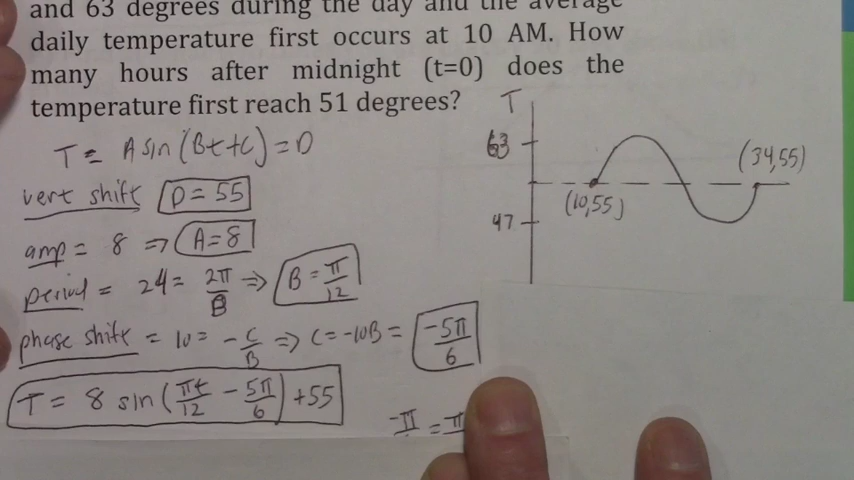 and 63 degrees during the day and the average
daily temperature first occurs at 10 AM. How
many hours after midnight (t=0) does the
temperature first reach 51 degrees?
T = A sin (Bt+C) = D
vert shift D = 55
amp = 8 ⇒ A = 8
period = 24 = 2π/B ⇒ B = π/12
phase shift = 10 = -C/B ⇒ C = -10B = -5π/6
T = 8 sin (πt/12 - 5π/6) + 55
-π = π
T
63
47
(10,55)
(34,55)